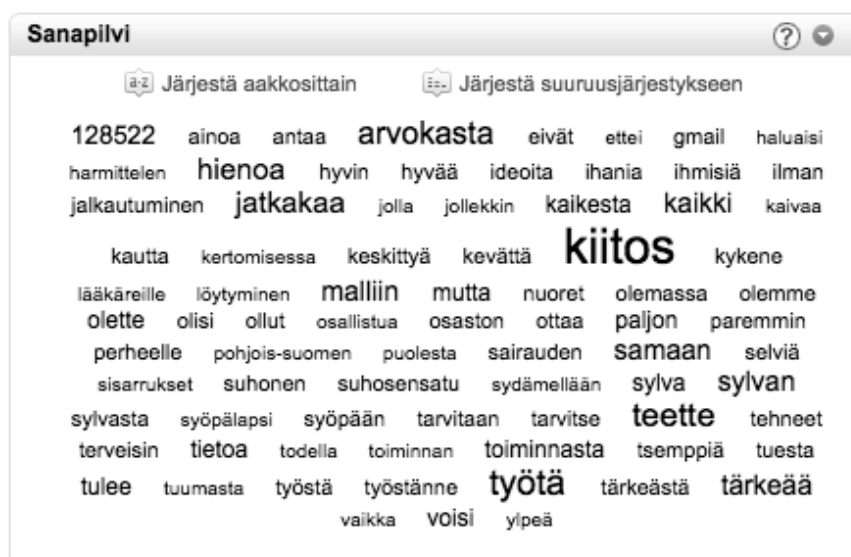 Sanapilvi
Järjestä aakkosittain Järjestä suuruusjärjestykseen
128522 ainoa antaa arvokasta eivät ettei gmail haluaisi
harmittelen hienoa hyvin hyvää ideoita ihania ihmisiä ilman
jalkautuminen jatkakaa jolla jollekkin kaikesta kaikki kaivaa
kautta kertomisessa keskittyä kevättä kiitos kykene
lääkäreille löytyminen malliin mutta nuoret olemassa olemme
olette olisi ollut osallistua osaston ottaa paljon paremmin
perheelle pohjois-suomen puolesta sairauden samaan selviä
sisarrukset suhonen suhosensatu sydämellään sylva sylvan
sylvasta syöpälapsi syöpään tarvitaan tarvitse teette tehneet
terveisin tietoa todella toiminnan toiminnasta tsemppiä tuesta
tulee tuumasta työstä työstänne työtä tärkeästä tärkeää
vaikka voisi ylpeä